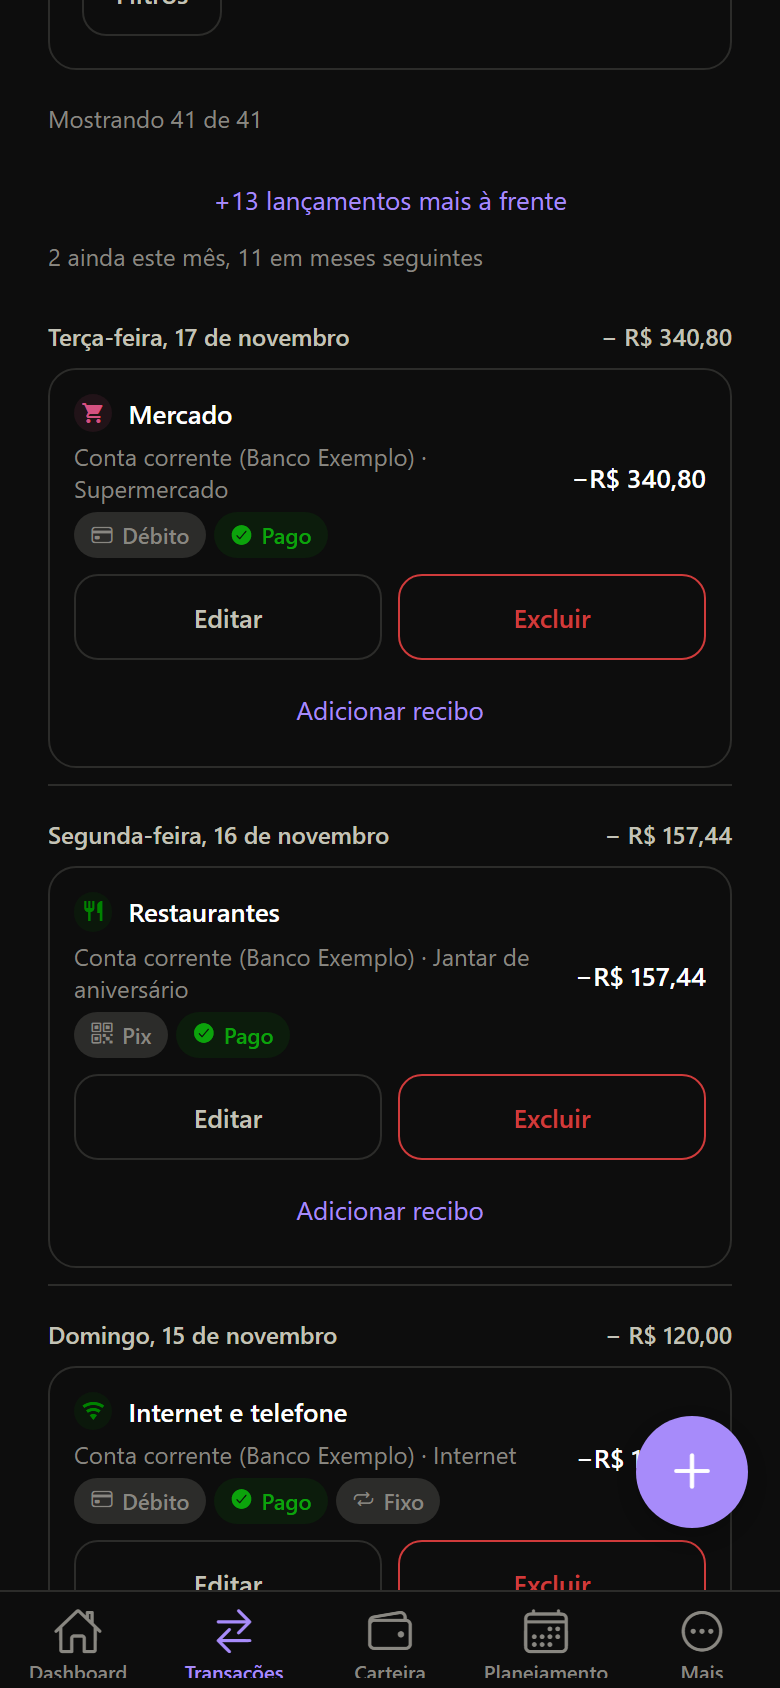 Filtros
Mostrando 41 de 41
+13 lançamentos mais à frente
2 ainda este mês, 11 em meses seguintes
Terça-feira, 17 de novembro – R$ 340,80
Mercado
Conta corrente (Banco Exemplo) ·
Supermercado
–R$ 340,80
Débito Pago
Editar Excluir
Adicionar recibo
Segunda-feira, 16 de novembro – R$ 157,44
Restaurantes
Conta corrente (Banco Exemplo) · Jantar de
aniversário
–R$ 157,44
Pix Pago
Editar Excluir
Adicionar recibo
Domingo, 15 de novembro – R$ 120,00
Internet e telefone
Conta corrente (Banco Exemplo) · Internet
–R$
Débito Pago Fixo
Editar Excluir
Dashboard Transações Carteira Planejamento Mais